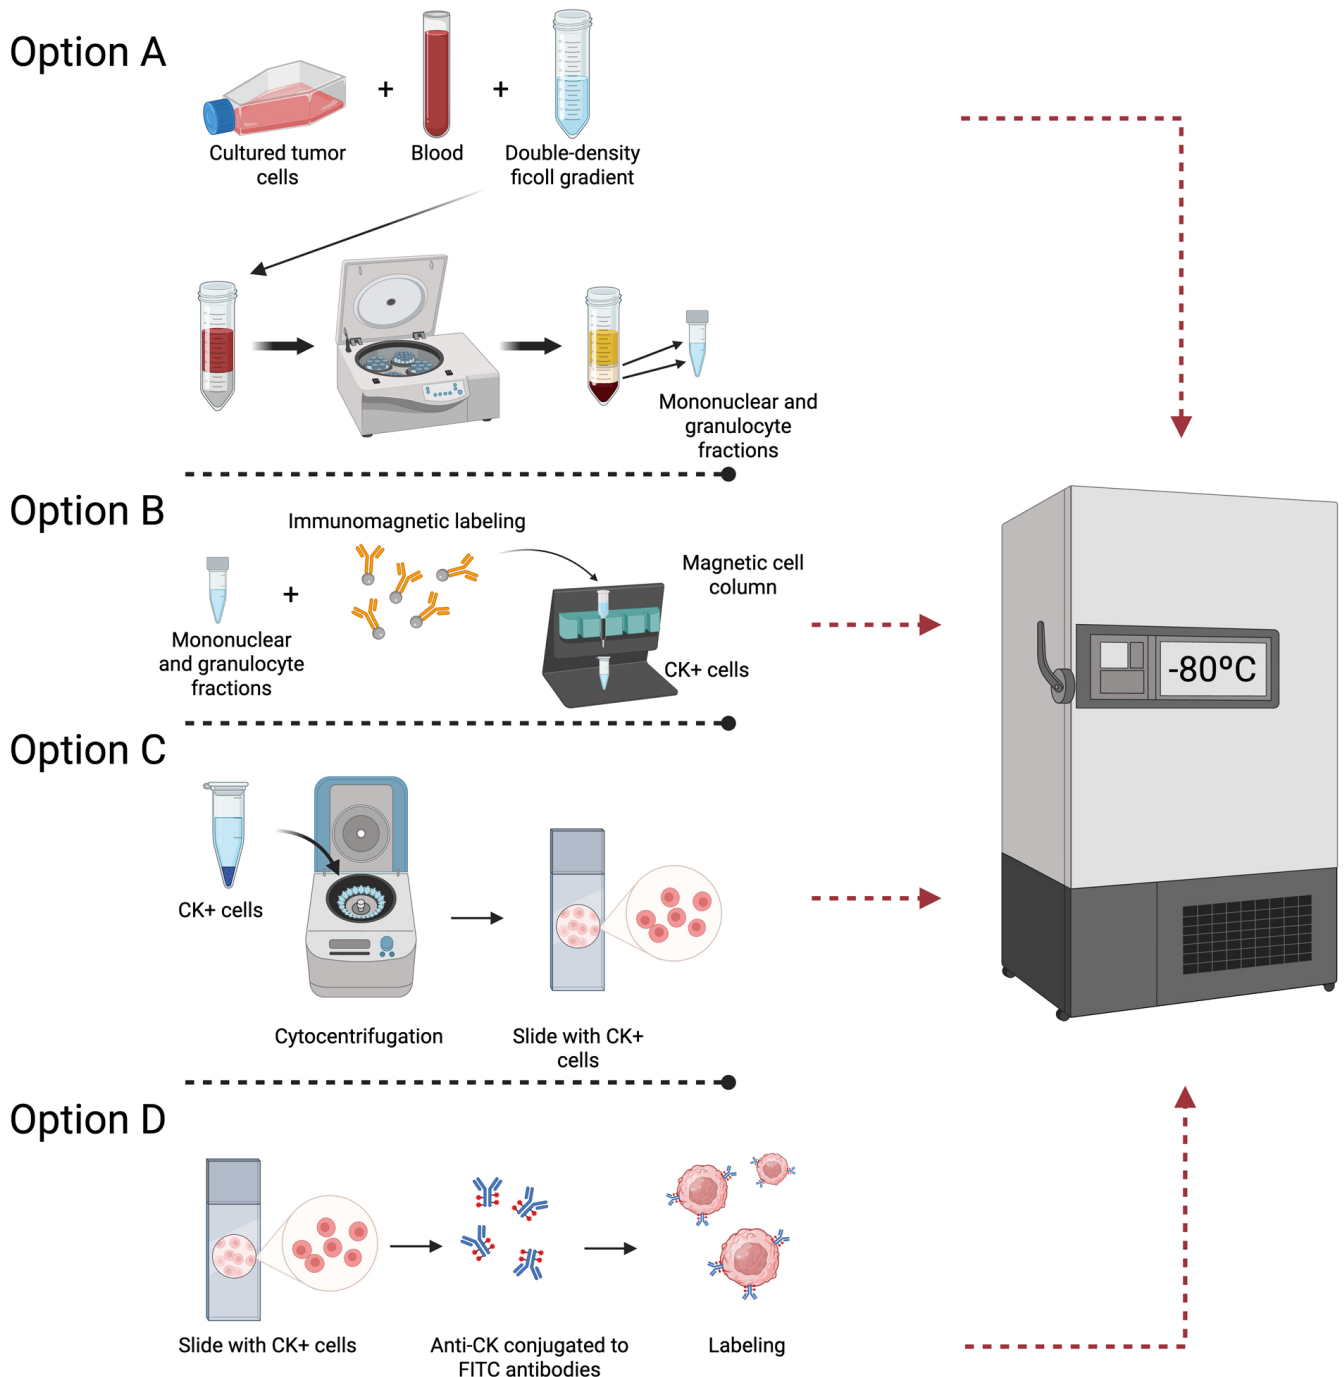 Option A
+
+
Cultured tumor
cells
Blood
Double-density
ficoll gradient
Mononuclear and
granulocyte
fractions
Option B
Immunomagnetic labeling
+
Magnetic cell
column
Mononuclear
and granulocyte
fractions
CK+ cells
-80ºC
Option C
CK+ cells
Cytocentrifugation
Slide with CK+
cells
Option D
Slide with CK+ cells
Anti-CK conjugated to
FITC antibodies
Labeling